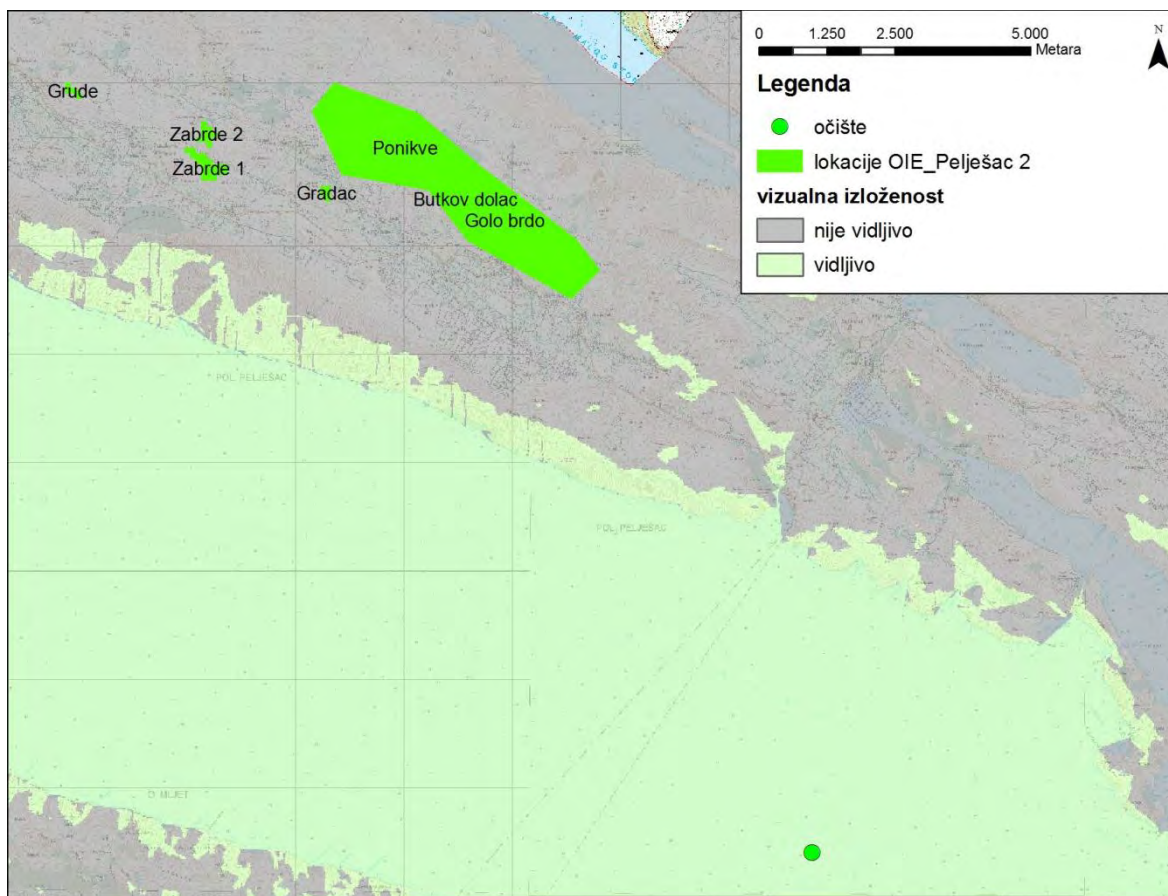 0 1.250 2.500 5.000
Metara
N
Legenda
očište
lokacije OIE_Pelješac 2
vizualna izloženost
nije vidljivo
vidljivo
Grude
Zabrde 2
Zabrde 1
Ponikve
Gradac
Butkov dolac
Golo brdo
POL PELJEŠAC
POL PELJEŠAC
O MLJET